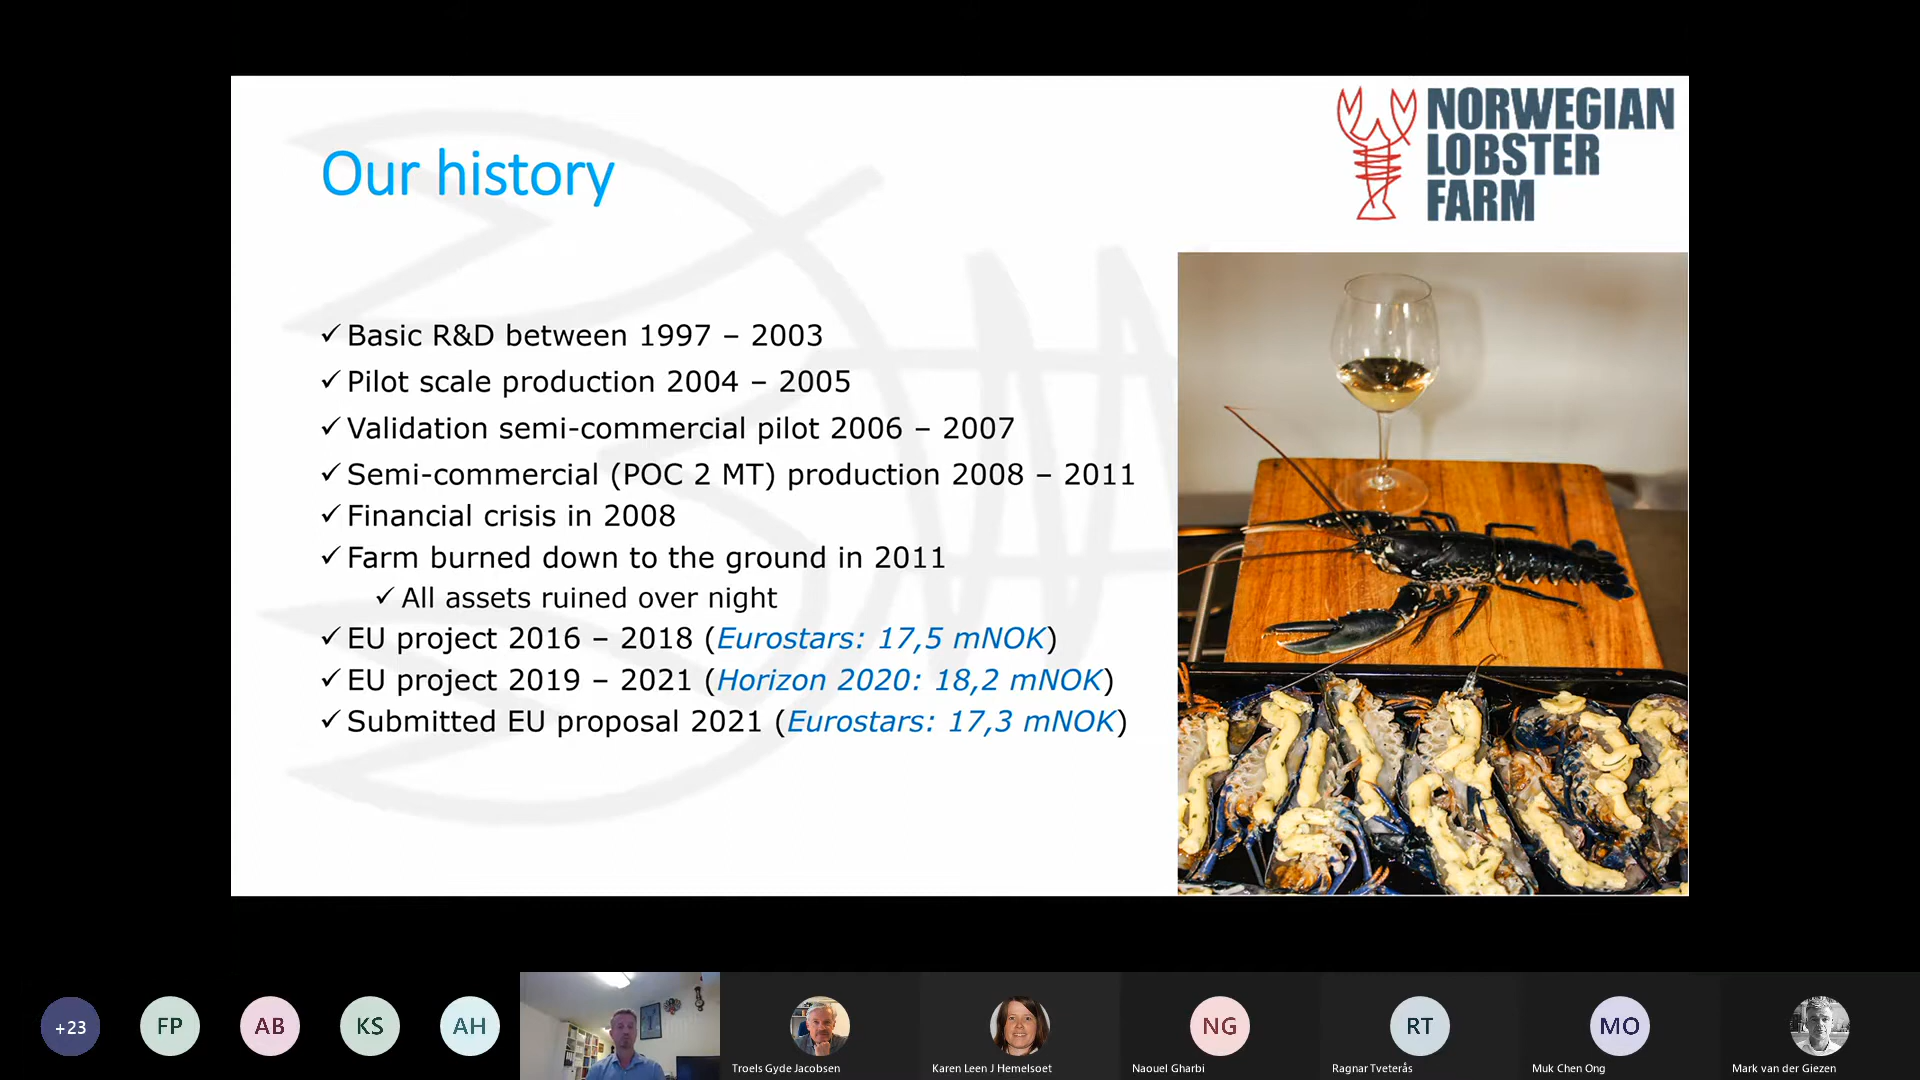 NORWEGIAN
LOBSTER
FARM
Our history
✓ Basic R&D between 1997 – 2003
✓ Pilot scale production 2004 – 2005
✓ Validation semi-commercial pilot 2006 – 2007
✓ Semi-commercial (POC 2 MT) production 2008 – 2011
✓ Financial crisis in 2008
✓ Farm burned down to the ground in 2011
✓ All assets ruined over night
✓ EU project 2016 – 2018 (Eurostars: 17,5 mNOK)
✓ EU project 2019 – 2021 (Horizon 2020: 18,2 mNOK)
✓ Submitted EU proposal 2021 (Eurostars: 17,3 mNOK)
+23
FP
AB
KS
AH
Troels Gyde Jacobsen
Karen Leen J Hemelsoet
NG
Naouel Gharbi
RT
Ragnar Tveterås
MO
Muk Chen Ong
Mark van der Giezen